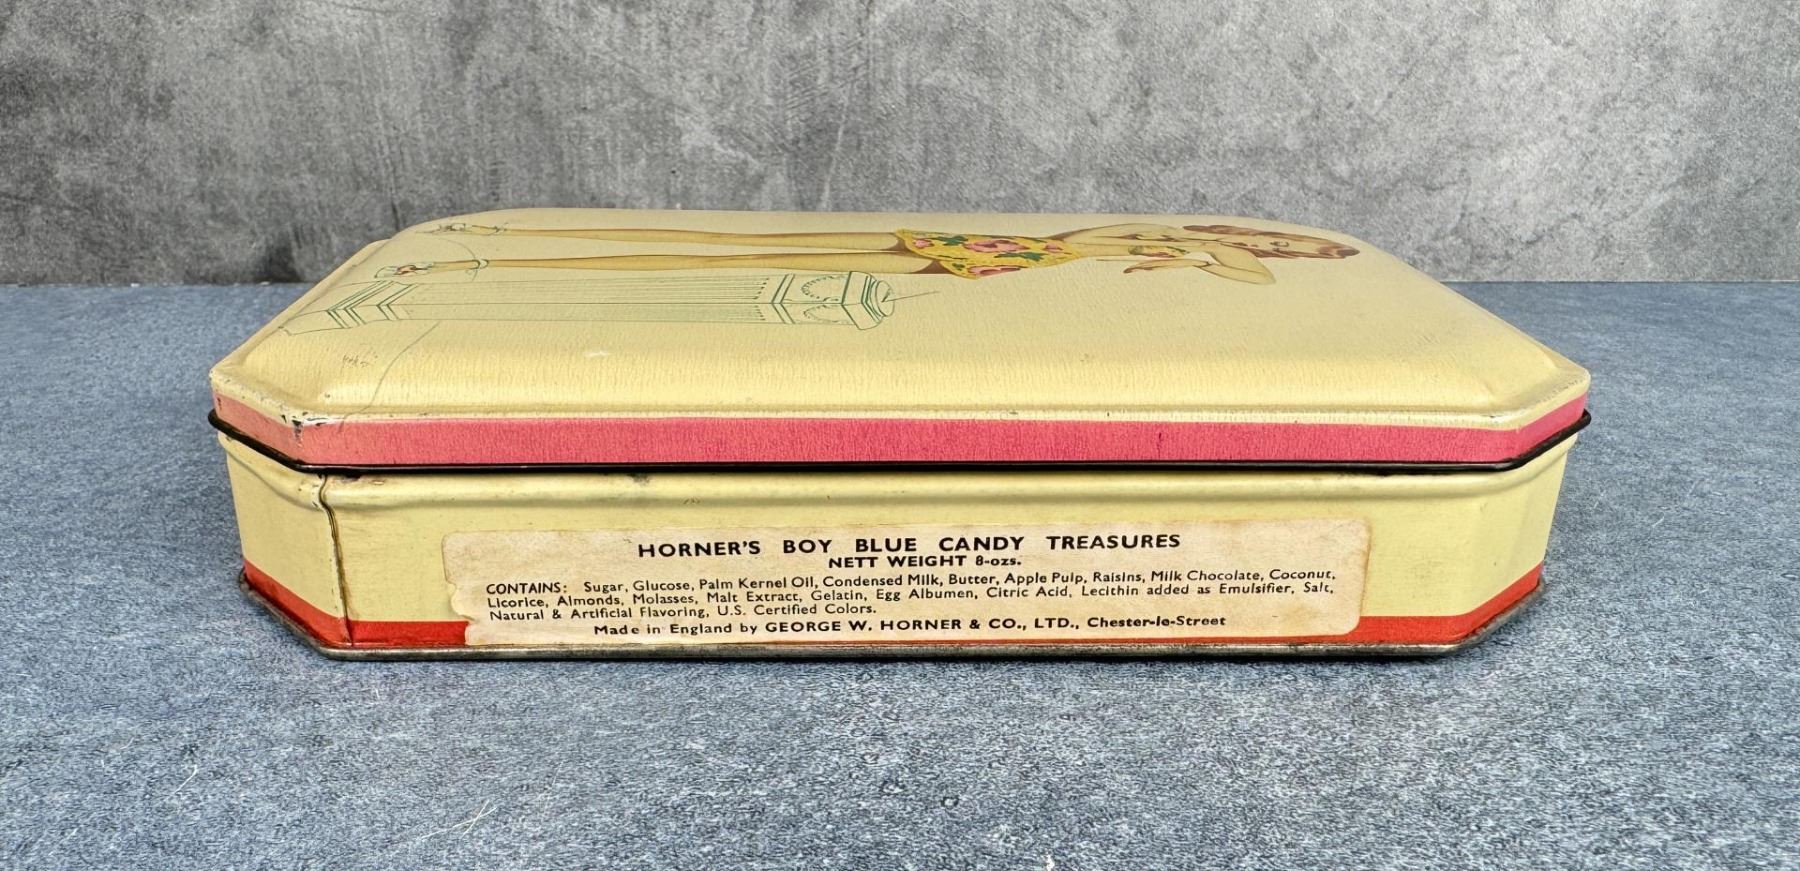 HORNER'S BOY BLUE CANDY TREASURES
NETT WEIGHT 8-ozs.
CONTAINS: Sugar, Glucose, Palm Kernel Oil, Condensed Milk, Butter, Apple Pulp, Raisins, Milk Chocolate, Coconut,
Licorice, Almonds, Molasses, Malt Extract, Gelatin, Egg Albumen, Citric Acid, Lecithin added as Emulsifier, Salt,
Natural & Artificial Flavoring, U.S. Certified Colors.
Made in England by GEORGE W. HORNER & CO., LTD., Chester-le-Street